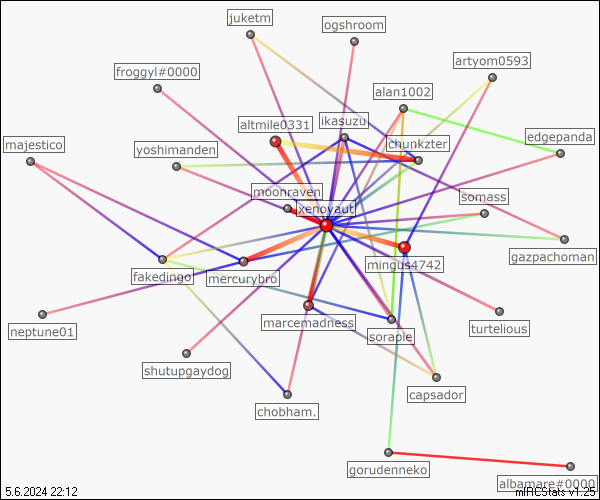 juketm
ogshroom
artyom0593
froggyl#0000
alan1002
altmile0331
ikasuzu
edgepanda
majestico
yoshimanden
chunkzter
moonraven
sonnass
xenoyaut
gazpachoman
fakedingo
mercurybro
mingus4742
neptune01
marcemadness
soraple
turtelious
shutupgaydog
capsador
chobham.
gorudenneko
albamare#0000
5.6.2024 22:12
mIRCStats v1.25